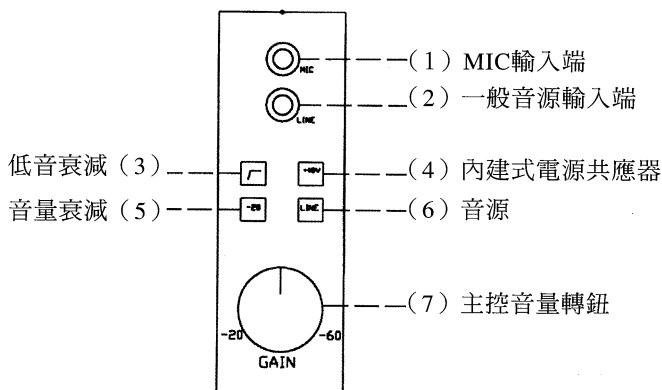 MIC
（1）MIC輸入端
LINE
（2）一般音源輸入端
低音衰減（3）
+48V
（4）內建式電源共應器
音量衰減（5）
-20
LINE
（6）音源
（7）主控音量轉鈕
-20
-60
GAIN